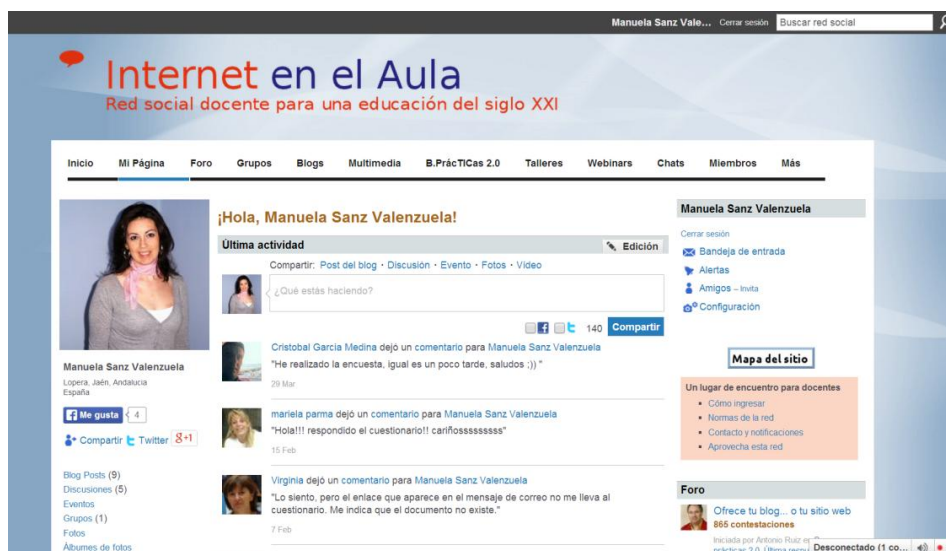 Manuela Sanz Vale... Cerrar sesión Buscar red social
Internet en el Aula
Red social docente para una educación del siglo XXI
Inicio Mi Página Foro Grupos Blogs Multimedia B.PrácTICas 2.0 Talleres Webinars Chats Miembros Más
¡Hola, Manuela Sanz Valenzuela!
Última actividad Edición
Compartir: Post del blog · Discusión · Evento · Fotos · Vídeo
¿Qué estás haciendo?
140 Compartir
Cristobal García Medina dejó un comentario para Manuela Sanz Valenzuela
"He realizado la encuesta, igual es un poco tarde, saludos ;)) "
29 Mar
mariela parma dejó un comentario para Manuela Sanz Valenzuela
"Hola!!! respondido el cuestionario!! cariñosssssssss"
15 Feb
Virginia dejó un comentario para Manuela Sanz Valenzuela
"Lo siento, pero el enlace que aparece en el mensaje de correo no me lleva al
cuestionario. Me indica que el documento no existe."
7 Feb
Manuela Sanz Valenzuela
Lopera, Jaén, Andalucia
España
Me gusta 4
Compartir Twitter g+1
Blog Posts (9)
Discusiones (5)
Eventos
Grupos (1)
Fotos
Álbumes de fotos
Manuela Sanz Valenzuela
Cerrar sesión
Bandeja de entrada
Alertas
Amigos – Invita
Configuración
Mapa del sitio
Un lugar de encuentro para docentes
Cómo ingresar
Normas de la red
Contacto y notificaciones
Aprovecha esta red
Foro
Ofrece tu blog... o tu sitio web
865 contestaciones
Iniciada por Antonio Ruiz
prácticas 2.0. Última
Desconectado (1 co...